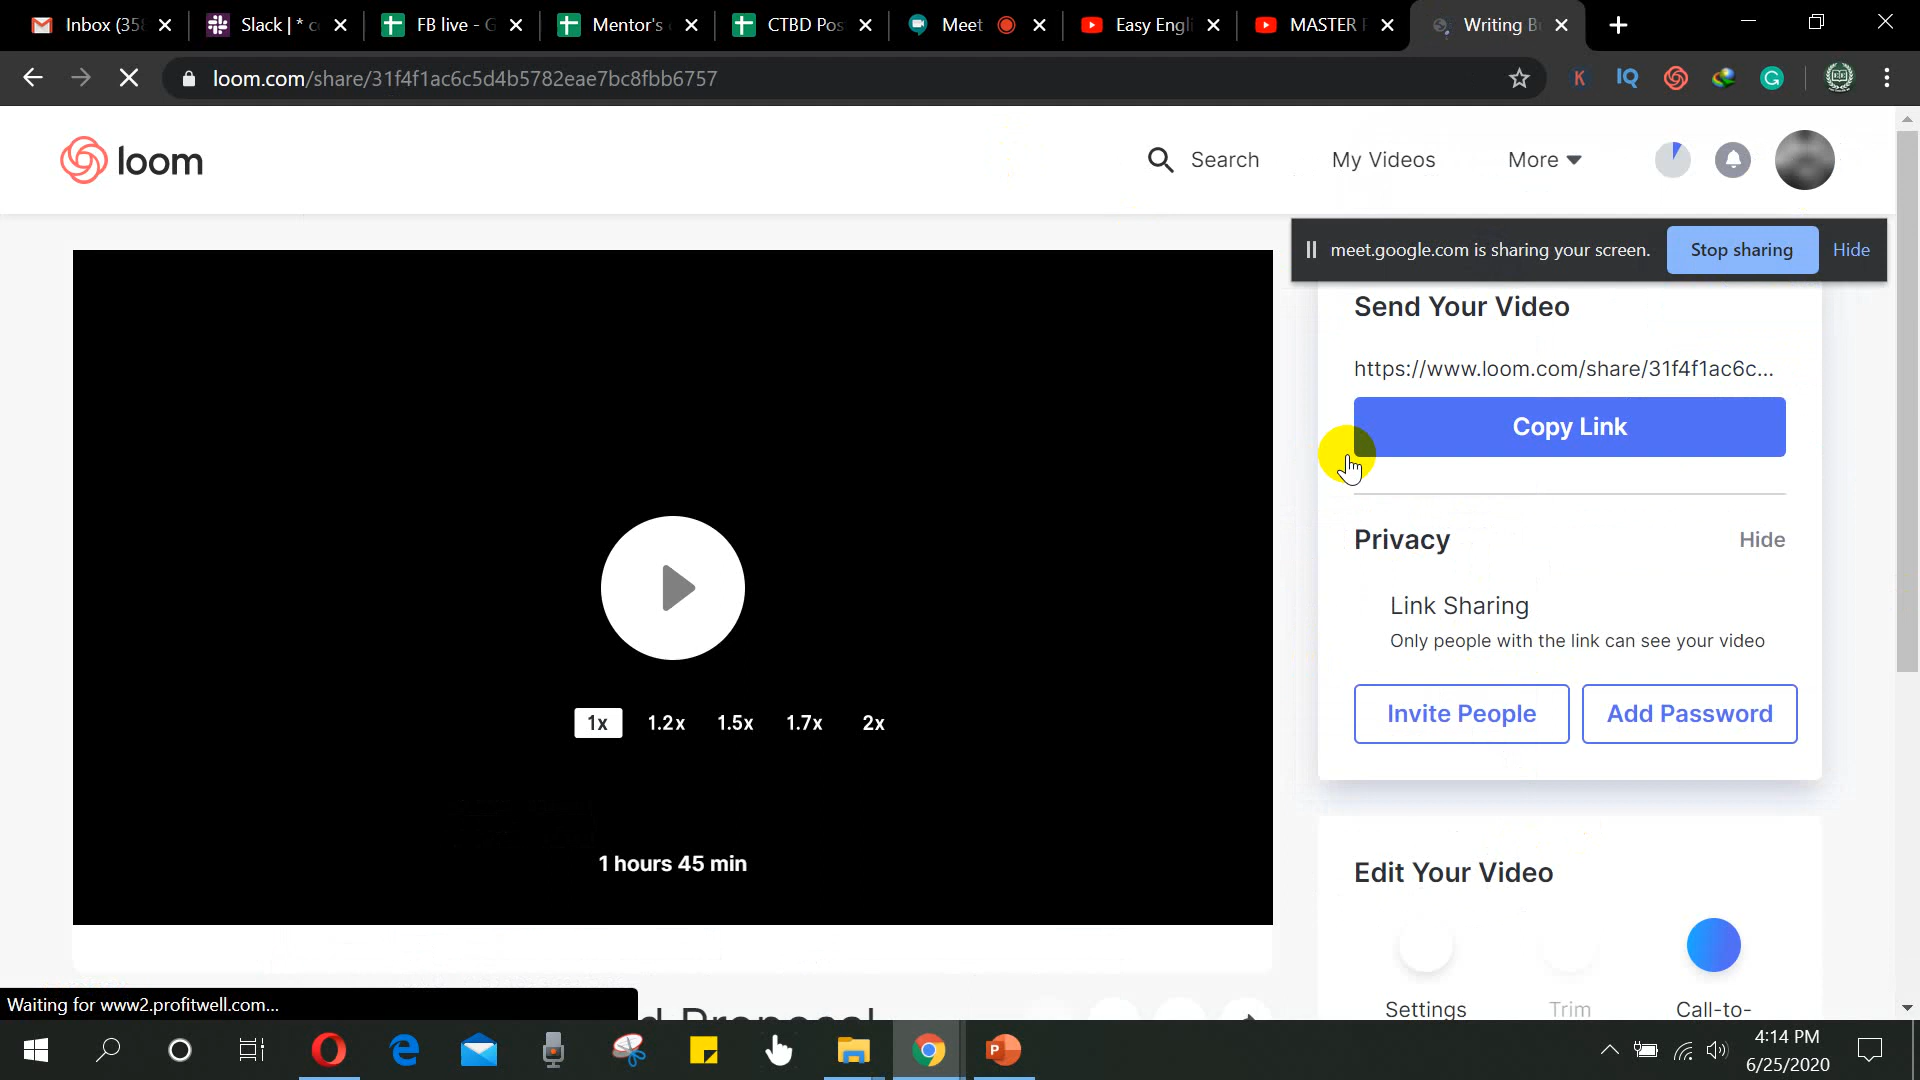 Inbox (358
Slack | * c
FB live - G
Mentor's
CTBD Pos
Meet
Easy Engli
MASTER F
Writing B
loom.com/share/31f4f1ac6c5d4b5782eae7bc8fbb6757
K
IQ
loom
Search
My Videos
More
meet.google.com is sharing your screen.
Stop sharing
Hide
Send Your Video
https://www.loom.com/share/31f4f1ac6c...
Copy Link
Privacy
Hide
Link Sharing
Only people with the link can see your video
Invite People
Add Password
1x
1.2x
1.5x
1.7x
2x
1 hours 45 min
Edit Your Video
Settings
Trim
Call-to-
Waiting for www2.profitwell.com...
d Proposal
4:14 PM
6/25/2020